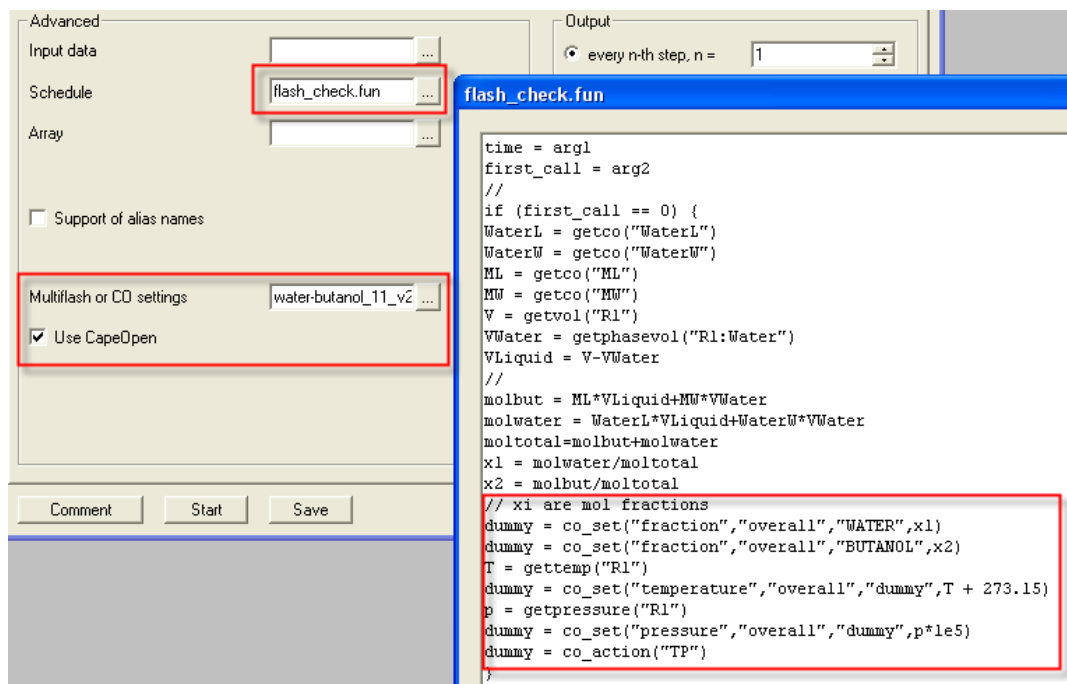 Advanced
Input data
...
Schedule
flash_check.fun
...
Array
...
Support of alias names
Multiflash or CO settings
water-butanol_11_v2
...
Use CapeOpen
Comment
Start
Save
Output
every n-th step, n =
1
flash_check.fun
time = arg1
first_call = arg2
//
if (first_call == 0) {
WaterL = getco("WaterL")
WaterW = getco("WaterW")
ML = getco("ML")
MW = getco("MW")
V = getvol("R1")
VWater = getphasevol("R1:Water")
VLiquid = V-VWater
//
molbut = ML*VLiquid+MW*VWater
molwater = WaterL*VLiquid+WaterW*VWater
moltotal=molbut+molwater
x1 = molwater/moltotal
x2 = molbut/moltotal
// xi are mol fractions
dummy = co_set("fraction","overall","WATER",x1)
dummy = co_set("fraction","overall","BUTANOL",x2)
T = gettemp("R1")
dummy = co_set("temperature","overall","dummy",T + 273.15)
p = getpressure("R1")
dummy = co_set("pressure","overall","dummy",p*1e5)
dummy = co_action("TP")
}